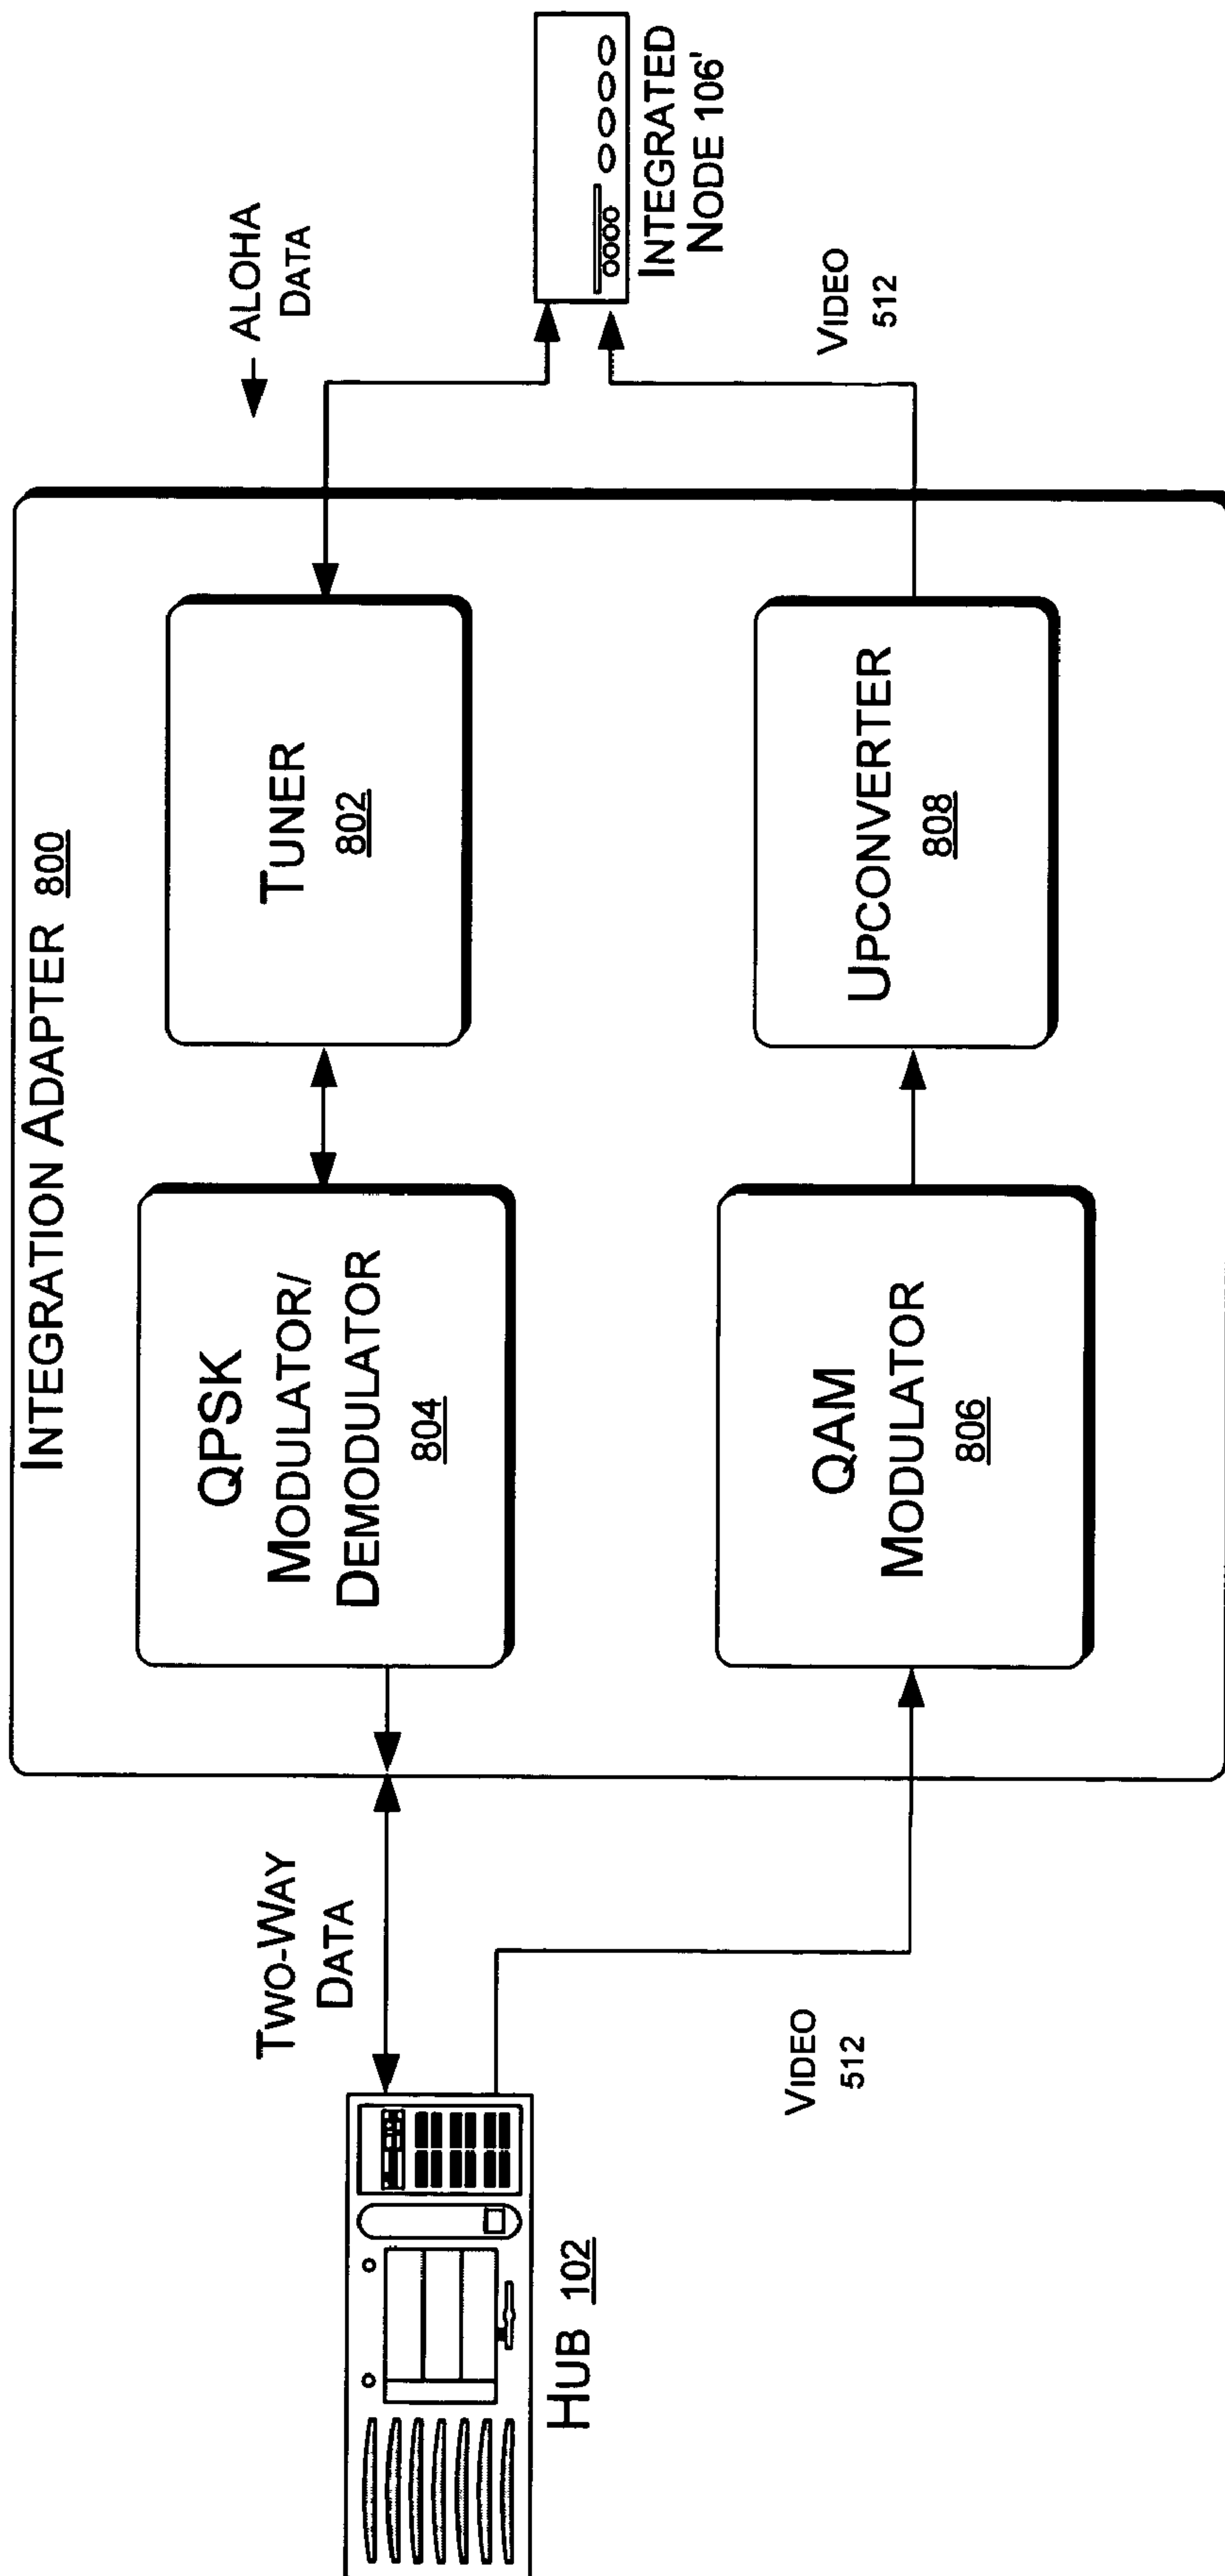 INTEGRATION ADAPTER 800
TWO-WAY
DATA
QPSK
MODULATOR/
DEMODULATOR
804
TUNER
802
ALOHA
DATA
HUB 102
INTEGRATED
NODE 106'
VIDEO
512
QAM
MODULATOR
806
UPCONVERTER
808
VIDEO
512